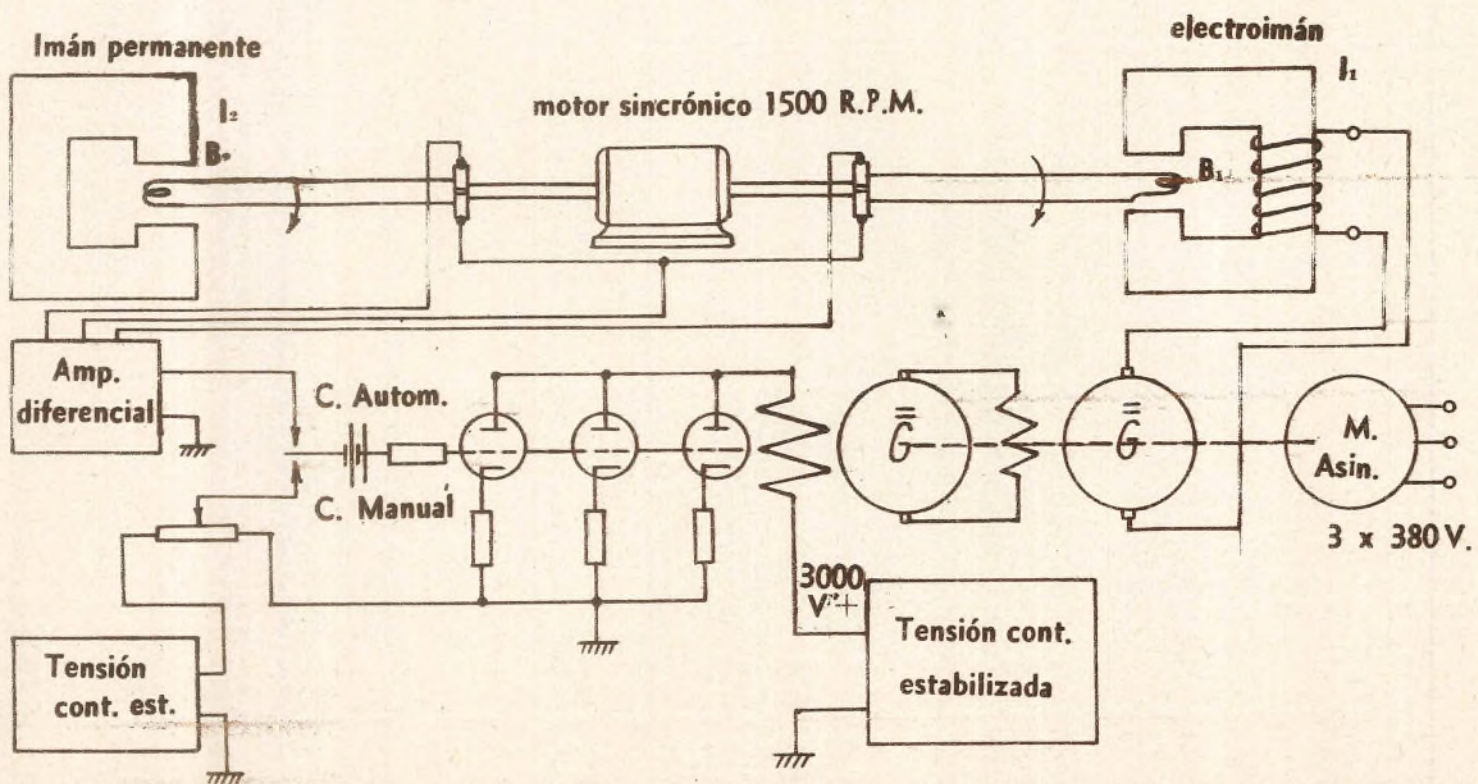 Imán permanente
electroimán
I₁
I₂
motor sincrónico 1500 R.P.M.
B₁
Amp.
diferencial
C. Autom.
C. Manual
G
G
M.
Asin.
3 x 380 V.
3000
V +
Tensión cont.
estabilizada
Tensión
cont. est.